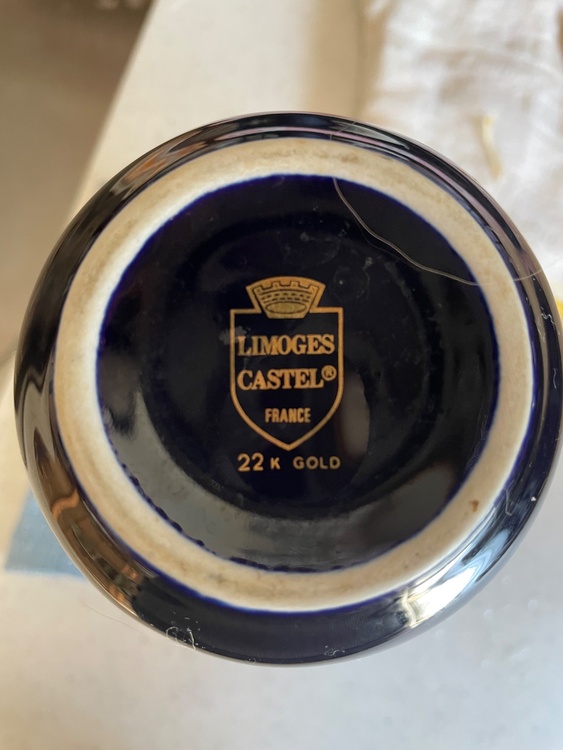 LIMOGES
CASTEL®
FRANCE
22 K GOLD